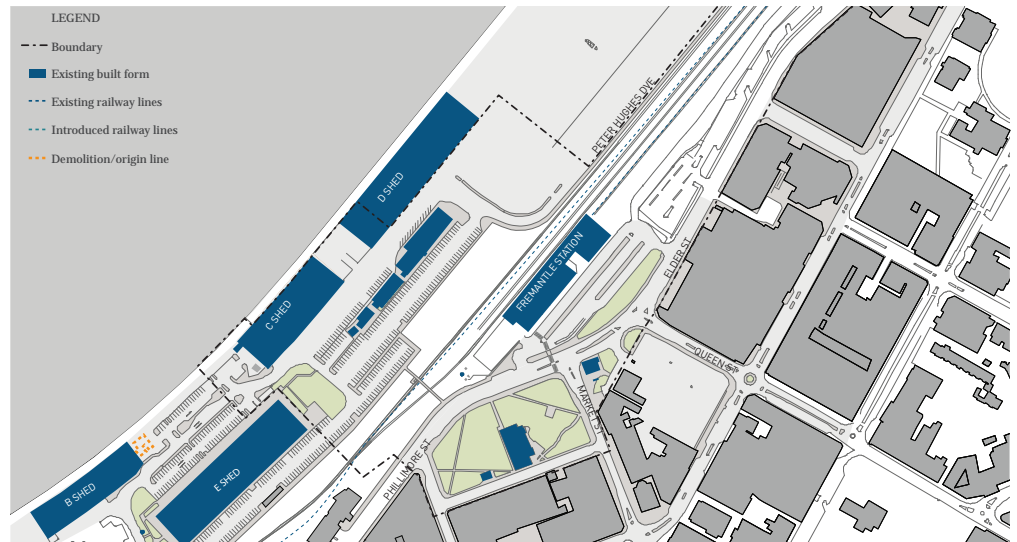 LEGEND
Boundary
Existing built form
Existing railway lines
Introduced railway lines
Demolition/origin line
PETER HUGHES DVE
D SHED
FREMANTLE STATION
ELDER ST
C SHED
QUEEN ST
MARKET ST
PHILLIMORE ST
E SHED
B SHED